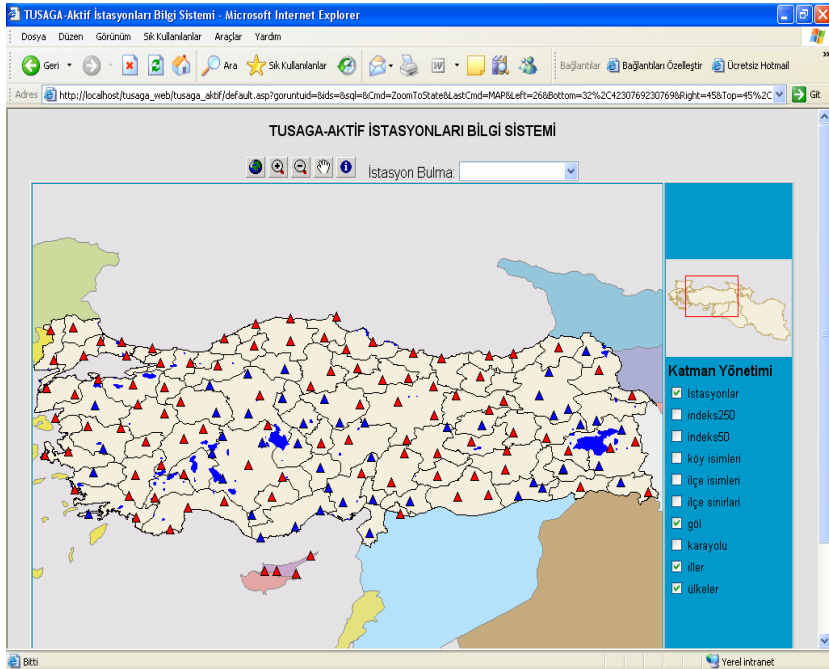 TUSAGA-Aktif İstasyonları Bilgi Sistemi - Microsoft Internet Explorer
Dosya Düzen Görünüm Sık Kullanılanlar Araçlar Yardım
Geri Ara Sık Kullanılanlar Bağlantılar Bağlantıları Özelleştir Ücretsiz Hotmail
Adres http://localhost/tusaga_web/tusaga_aktif/default.asp?goruntuid=&ids=&sql=&Cmd=ZoomToState&LastCmd=MAP&Left=26&Bottom=32%2C4230769230769&Right=45&Top=45%2C Git
TUSAGA-AKTİF İSTASYONLARI BİLGİ SİSTEMİ
İstasyon Bulma:
Katman Yönetimi
Istasyonlar
indeks250
indeks50
köy isimleri
ilçe isimleri
ilçe sinirlari
göl
karayolu
iller
ülkeler
Bitti Yerel intranet